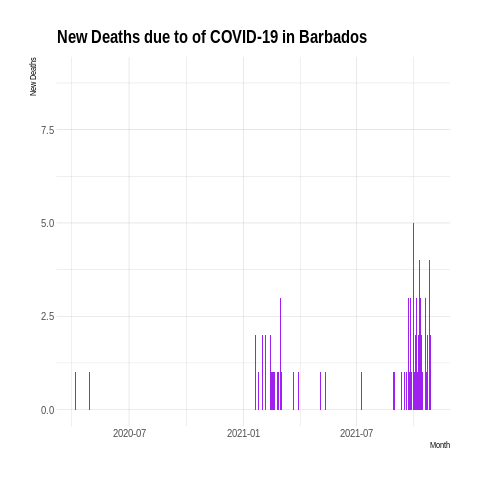 New Deaths due to of COVID-19 in Barbados
New Deaths
7.5
5.0
2.5
0.0
2020-07 2021-01 2021-07
Month